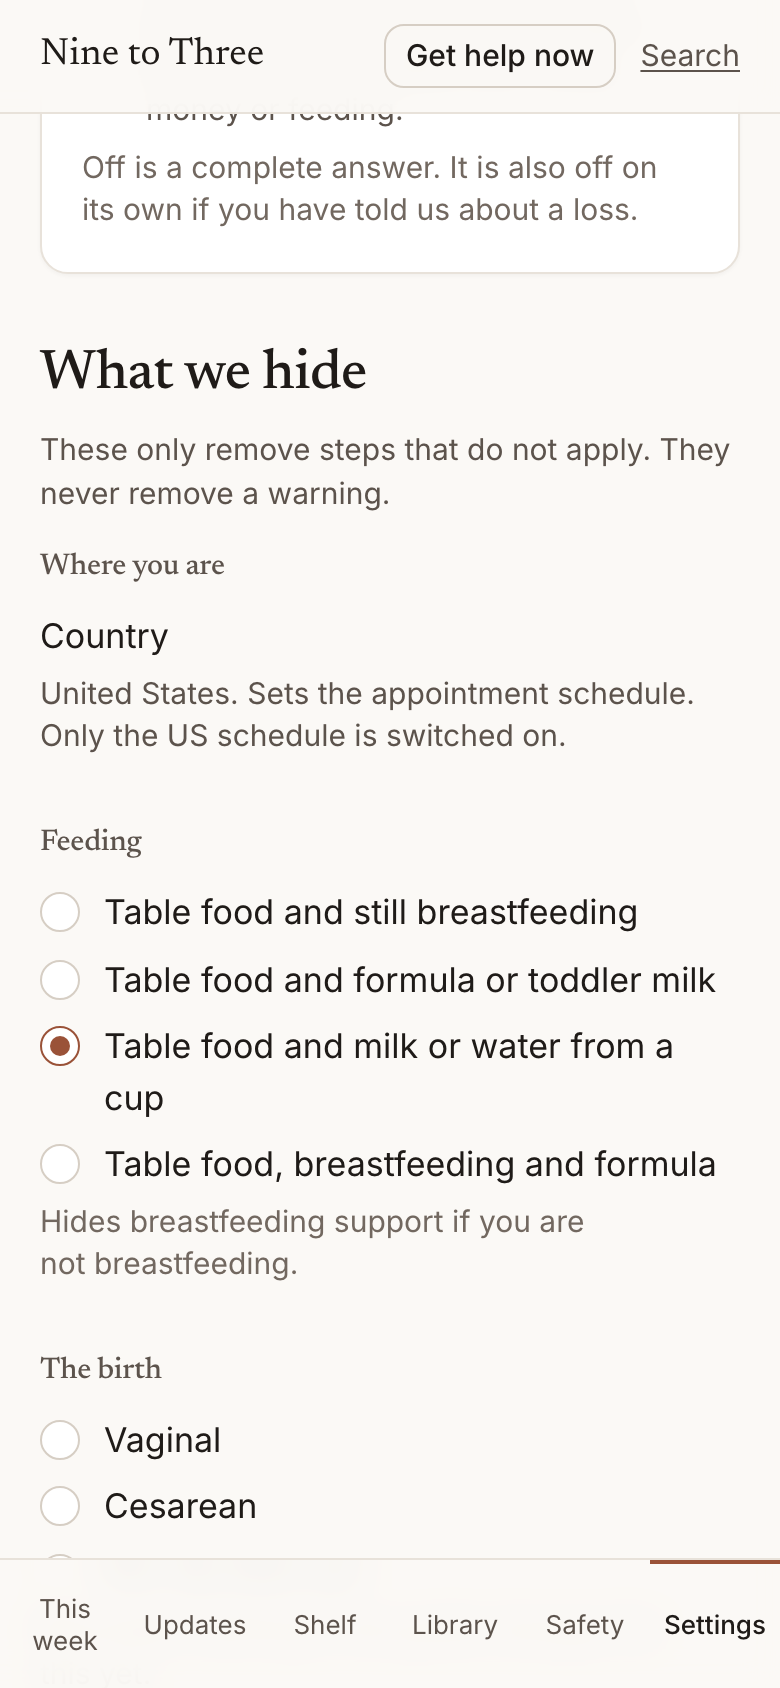 Nine to Three
Get help now
Search
money or feeding.
Off is a complete answer. It is also off on
its own if you have told us about a loss.
What we hide
These only remove steps that do not apply. They
never remove a warning.
Where you are
Country
United States. Sets the appointment schedule.
Only the US schedule is switched on.
Feeding
Table food and still breastfeeding
Table food and formula or toddler milk
Table food and milk or water from a
cup
Table food, breastfeeding and formula
Hides breastfeeding support if you are
not breastfeeding.
The birth
Vaginal
Cesarean
This
week
Updates
Shelf
Library
Safety
Settings